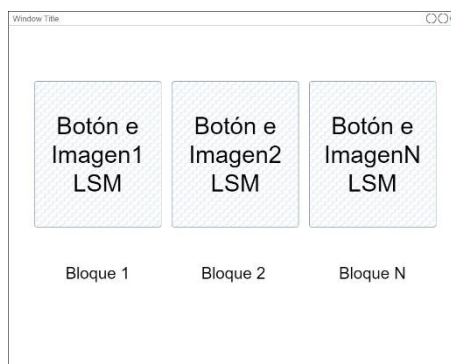 Window Title
Botón e Botón e Botón e
Imagen1 Imagen2 ImagenN
LSM LSM LSM
Bloque 1 Bloque 2 Bloque N